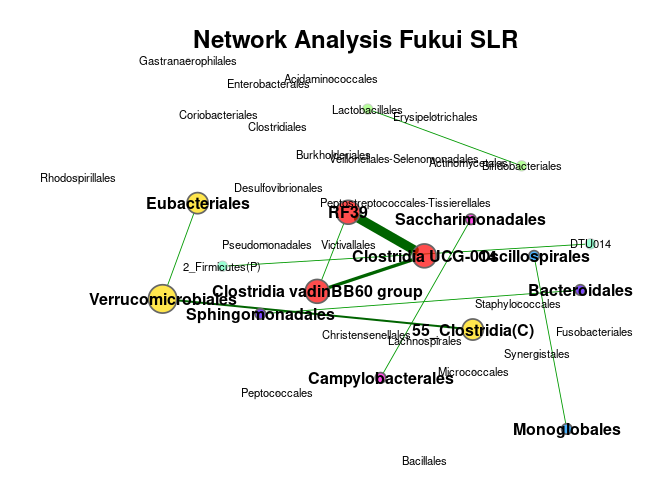 Network Analysis Fukui SLR
Gastranaerophilales
Acidaminococcales
Enterobacterales
Lactobacillales
Coriobacteriales
Erysipelotrichales
Clostridiales
Burkholderiales
Veillonellales-Selenomonadales
Actinomycetales
Bifidobacteriales
Rhodospirillales
Desulfovibrionales
Eubacteriales
Peptostreptococcales-Tissierellales
RF39
Saccharimonadales
Pseudomonadales
Victivallales
DTU014
Clostridia UCG-014
Oscillospirales
2_Firmicutes(P)
Clostridia vadinBB60 group
Bacteroidales
Verrucomicrobiales
Staphylococcales
Sphingomonadales
55_Clostridia(C)
Fusobacteriales
Christensenellales
Lachnospirales
Synergistales
Micrococcales
Campylobacterales
Peptococcales
Monoglobales
Bacillales